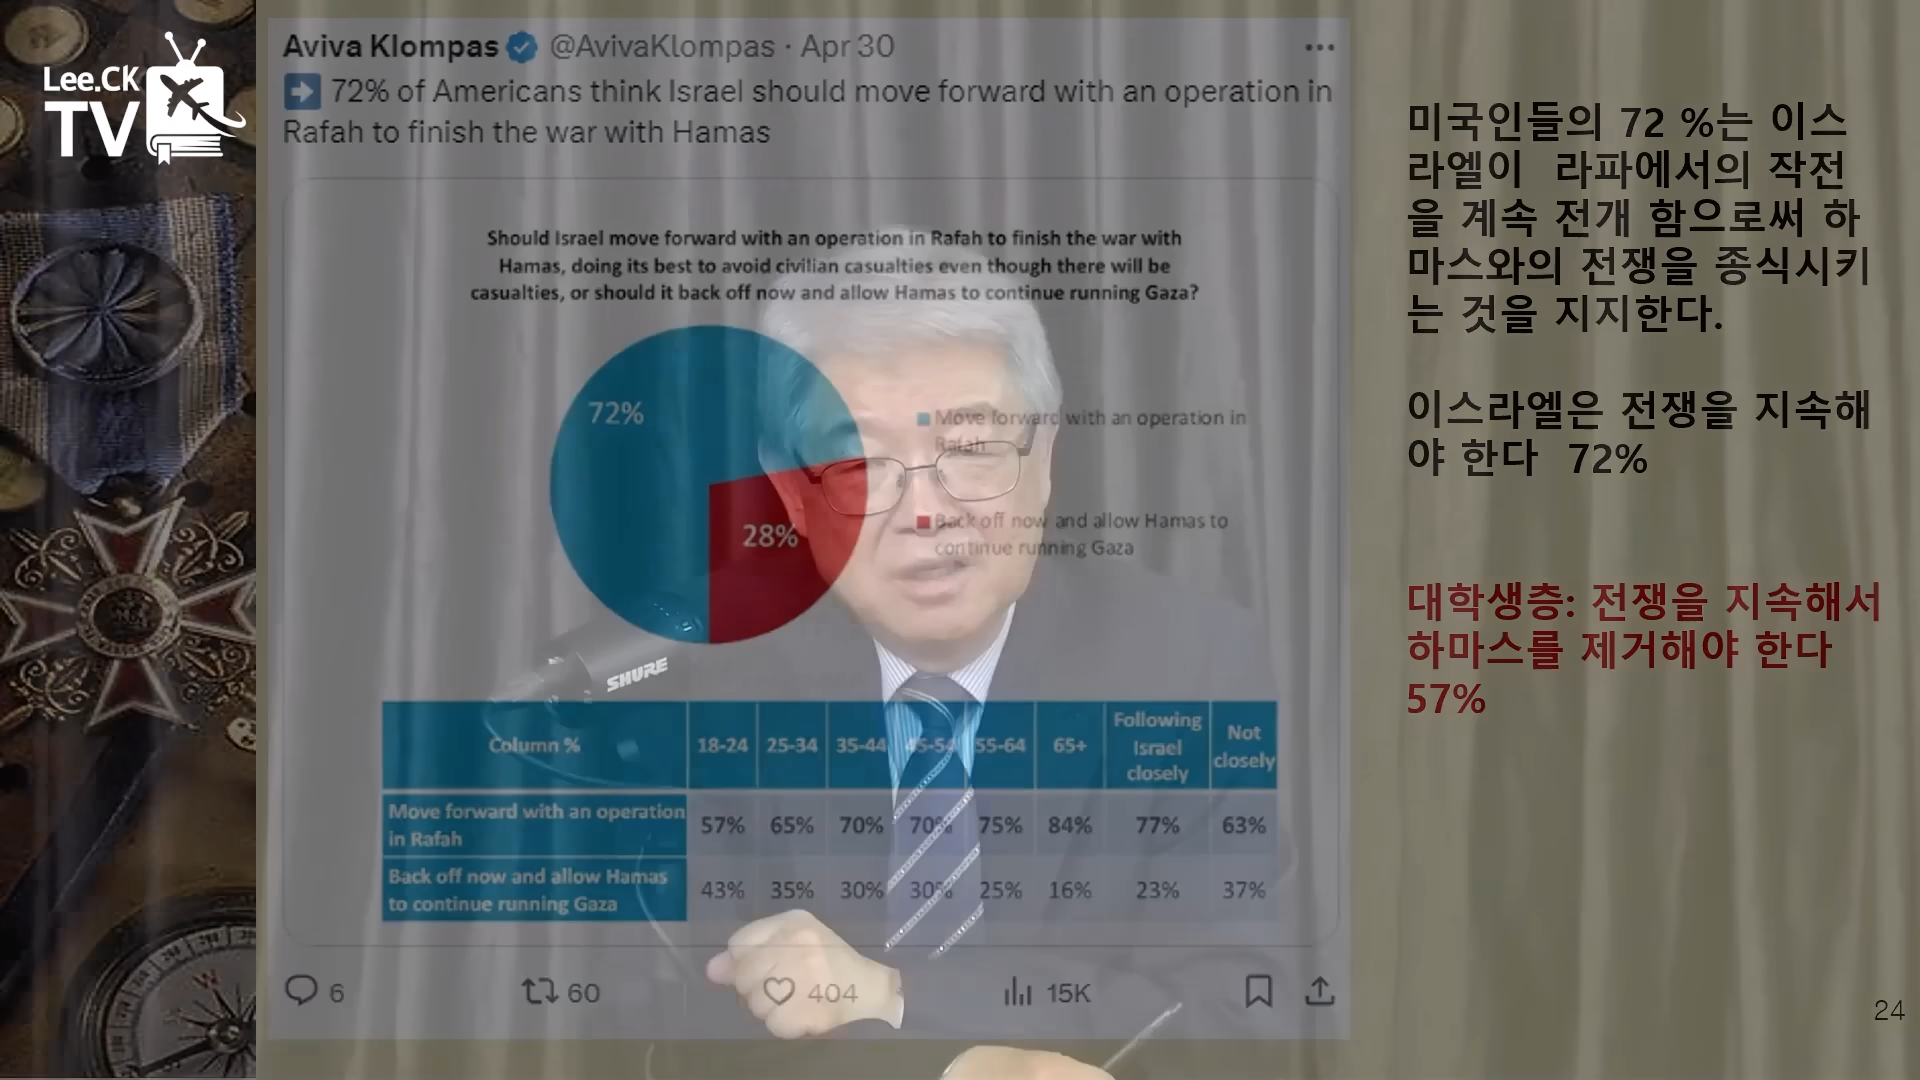 Lee.CK
TV
Aviva Klompas @AvivaKlompas · Apr 30
72% of Americans think Israel should move forward with an operation in
Rafah to finish the war with Hamas
Should Israel move forward with an operation in Rafah to finish the war with
Hamas, doing its best to avoid civilian casualties even though there will be
casualties, or should it back off now and allow Hamas to continue running Gaza?
72%
28%
Move forward with an operation in
Rafah
Back off now and allow Hamas to
continue running Gaza
SHURE
Column % 18-24 25-34 35-44 45-54 55-64 65+ Following Israel closely Not closely
Move forward with an operation in Rafah 57% 65% 70% 70% 75% 84% 77% 63%
Back off now and allow Hamas to continue running Gaza 43% 35% 30% 30% 25% 16% 23% 37%
6 60 404 15K
미국인들의 72 %는 이스
라엘이 라파에서의 작전
을 계속 전개 함으로써 하
마스와의 전쟁을 종식시키
는 것을 지지한다.
이스라엘은 전쟁을 지속해
야 한다 72%
대학생층: 전쟁을 지속해서
하마스를 제거해야 한다
57%
24